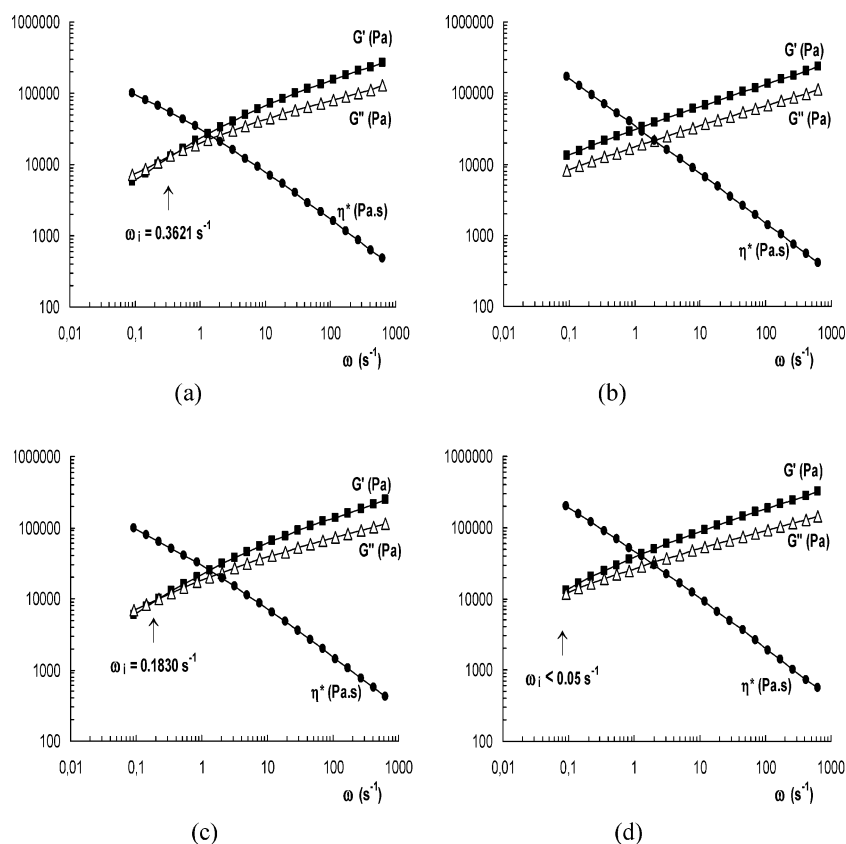 1000000
100000
10000
1000
100
0,01 0,1 1 10 100 1000
ω (s⁻¹)
G' (Pa)
G'' (Pa)
η* (Pa.s)
ω i = 0.3621 s⁻¹
(a)
1000000
100000
10000
1000
100
0,01 0,1 1 10 100 1000
ω (s⁻¹)
G' (Pa)
G'' (Pa)
η* (Pa.s)
(b)
1000000
100000
10000
1000
100
0,01 0,1 1 10 100 1000
ω (s⁻¹)
G' (Pa)
G'' (Pa)
η* (Pa.s)
ω i = 0.1830 s⁻¹
(c)
1000000
100000
10000
1000
100
0,01 0,1 1 10 100 1000
ω (s⁻¹)
G' (Pa)
G'' (Pa)
η* (Pa.s)
ω i < 0.05 s⁻¹
(d)